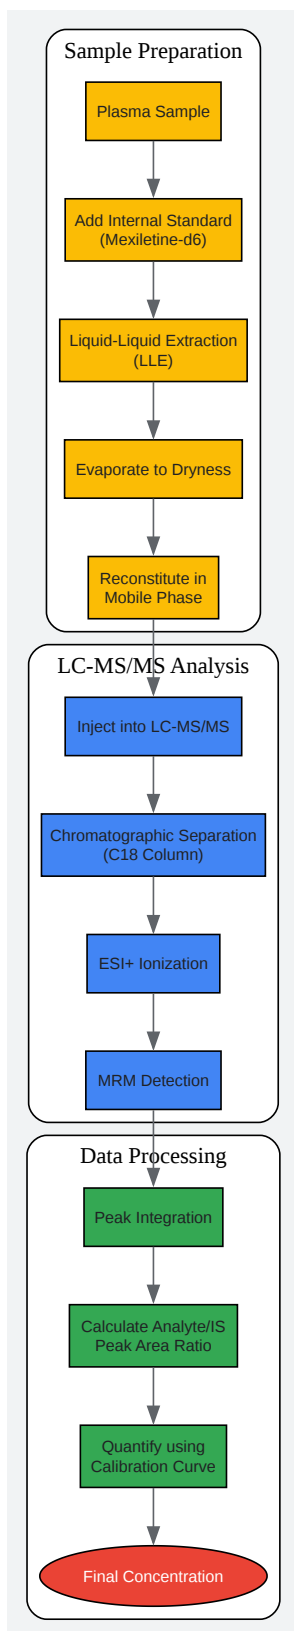 Sample Preparation
Plasma Sample
Add Internal Standard
(Mexiletine-d6)
Liquid-Liquid Extraction
(LLE)
Evaporate to Dryness
Reconstitute in
Mobile Phase
LC-MS/MS Analysis
Inject into LC-MS/MS
Chromatographic Separation
(C18 Column)
ESI+ Ionization
MRM Detection
Data Processing
Peak Integration
Calculate Analyte/IS
Peak Area Ratio
Quantify using
Calibration Curve
Final Concentration